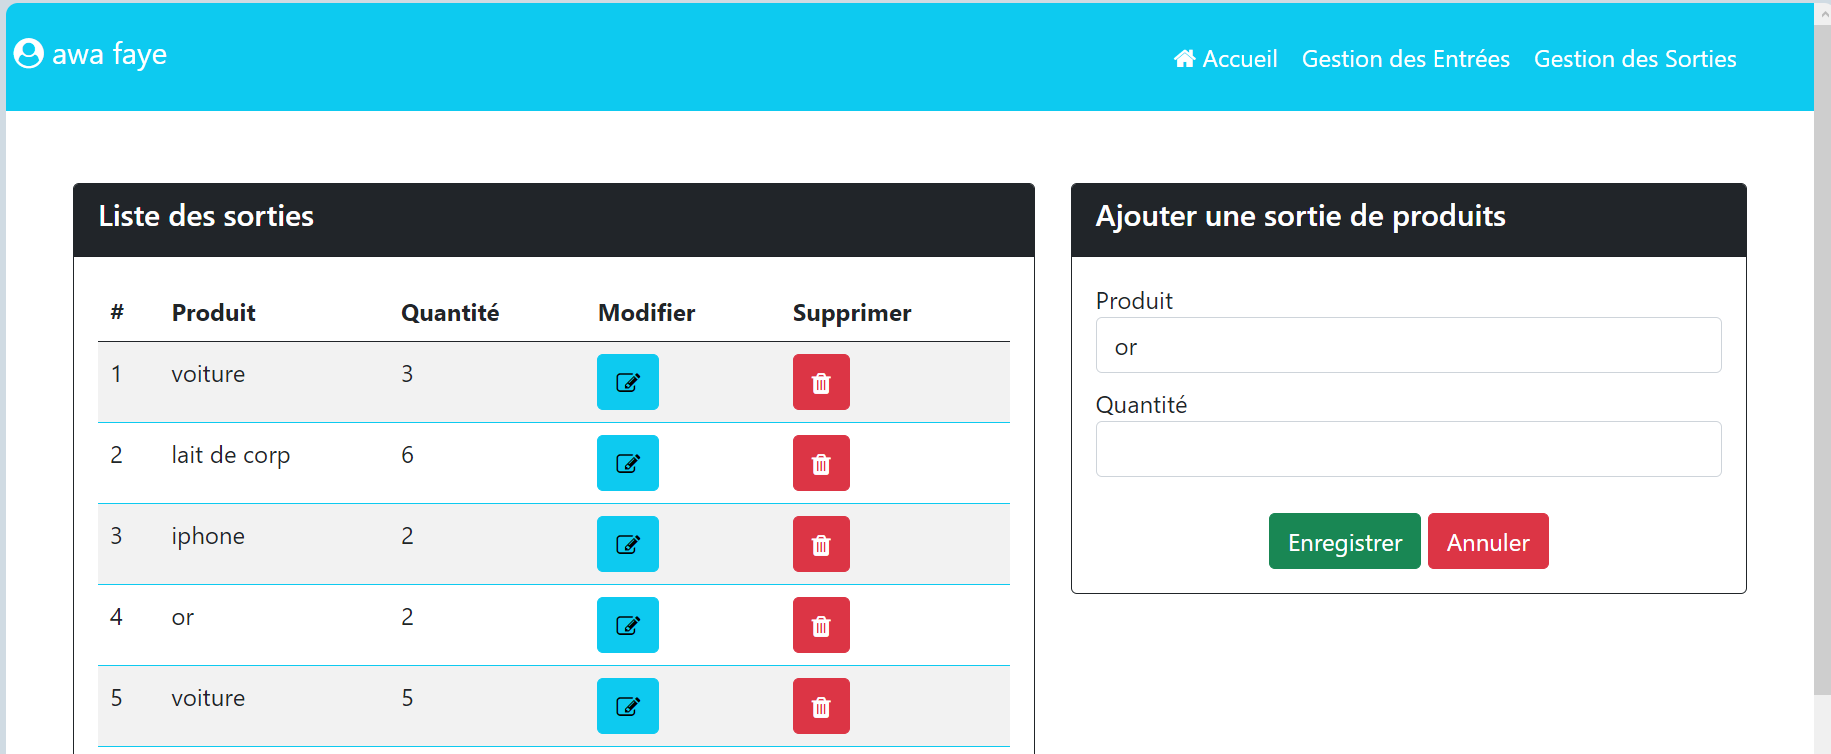 awa faye
Accueil Gestion des Entrées Gestion des Sorties
Liste des sorties
# Produit Quantité Modifier Supprimer
1 voiture 3
2 lait de corp 6
3 iphone 2
4 or 2
5 voiture 5
Ajouter une sortie de produits
Produit
or
Quantité
Enregistrer Annuler